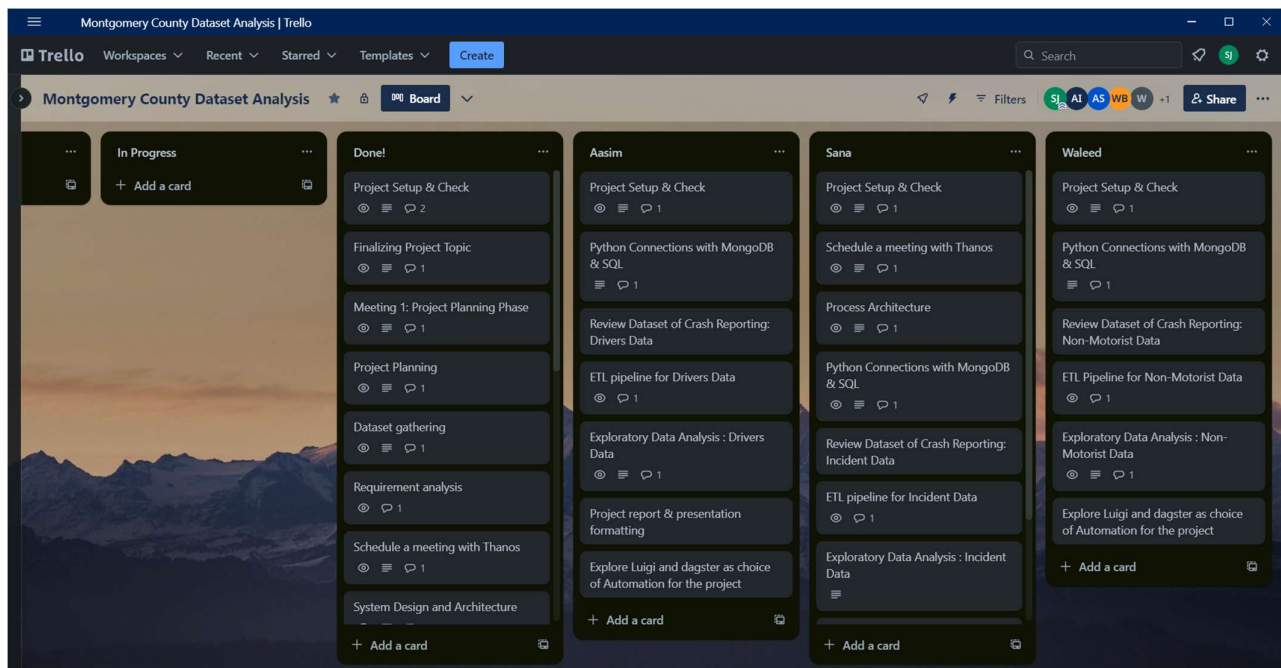 Montgomery County Dataset Analysis | Trello
Trello Workspaces Recent Starred Templates Create Search SJ
Montgomery County Dataset Analysis Board Filters SJ AI AS WB W +1 Share
In Progress
+ Add a card
Done!
Project Setup & Check
2
Finalizing Project Topic
1
Meeting 1: Project Planning Phase
1
Project Planning
1
Dataset gathering
1
Requirement analysis
1
Schedule a meeting with Thanos
1
System Design and Architecture
+ Add a card
Aasim
Project Setup & Check
1
Python Connections with MongoDB
& SQL
1
Review Dataset of Crash Reporting:
Drivers Data
ETL pipeline for Drivers Data
1
Exploratory Data Analysis : Drivers
Data
1
Project report & presentation
formatting
Explore Luigi and dagster as choice
of Automation for the project
+ Add a card
Sana
Project Setup & Check
1
Schedule a meeting with Thanos
1
Process Architecture
1
Python Connections with MongoDB
& SQL
1
Review Dataset of Crash Reporting:
Incident Data
ETL pipeline for Incident Data
1
Exploratory Data Analysis : Incident
Data
+ Add a card
Waleed
Project Setup & Check
1
Python Connections with MongoDB
& SQL
1
Review Dataset of Crash Reporting:
Non-Motorist Data
ETL Pipeline for Non-Motorist Data
1
Exploratory Data Analysis : Non-
Motorist Data
1
Explore Luigi and dagster as choice
of Automation for the project
+ Add a card